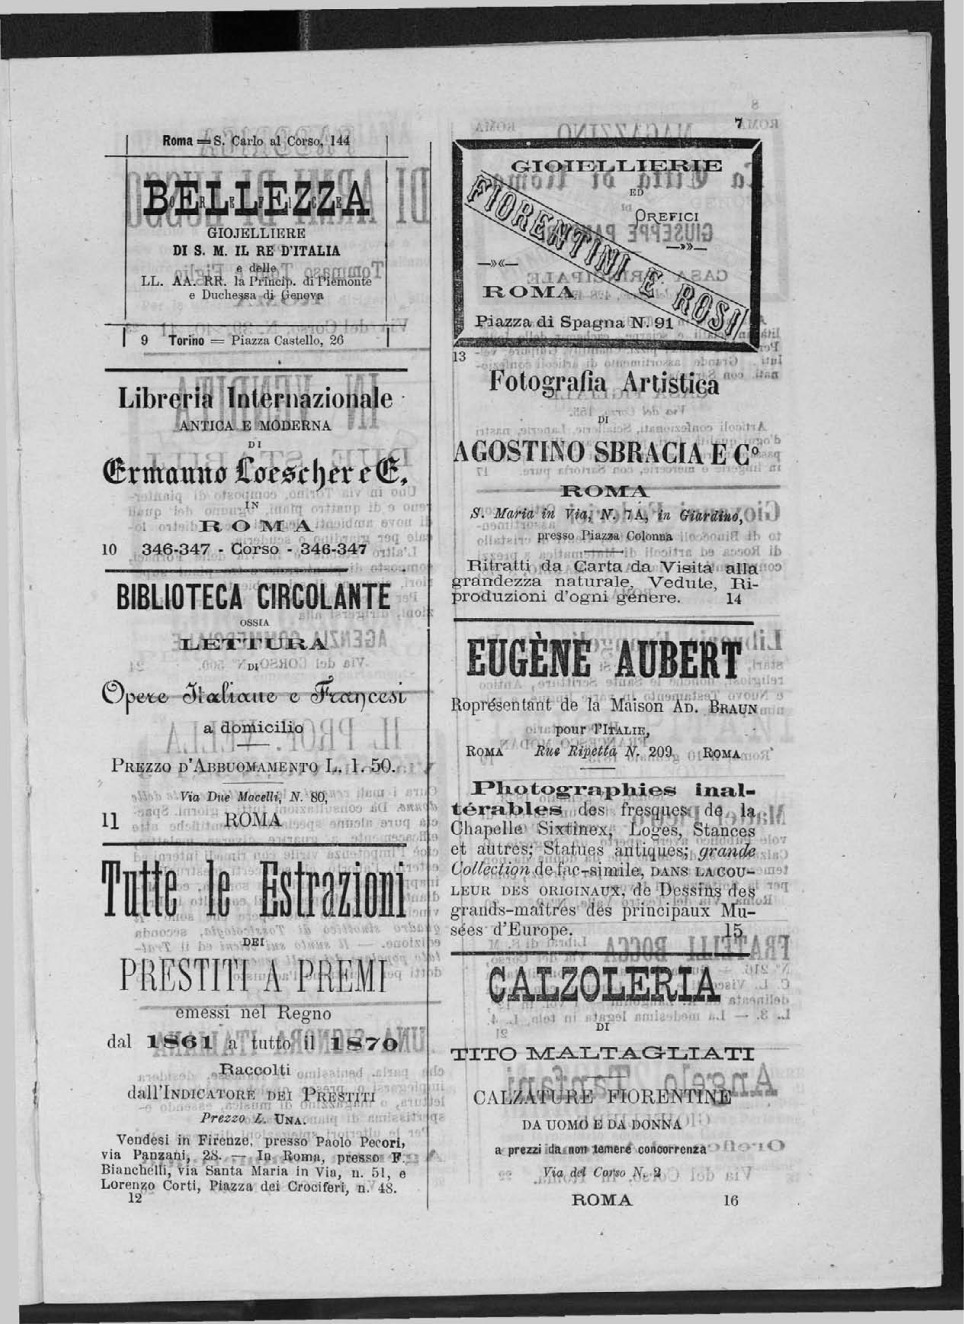 7
Roma = S. Carlo al Corso, 144
BELLEZZA
GIOJELLIERE
DI S. M. IL RE D'ITALIA
e delle
LL. AA. RR. la Princip. di Piemonte
e Duchessa di Genova
9 Torino = Piazza Castello, 26
Libreria Internazionale
ANTICA E MODERNA
DI
Ermanno Loescher e C.
IN
ROMA
10 346-347 - Corso - 346-347
BIBLIOTECA CIRCOLANTE
OSSIA
LETTURA
DI
Opere Italiane e Francesi
a domicilio
PREZZO D'ABBUOMAMENTO L. 1. 50.
Via Due Macelli, N. 80,
11 ROMA
Tutte le Estrazioni
DEI
PRESTITI A PREMI
emessi nel Regno
dal 1861 a tutto il 1870
Raccolti
dall'INDICATORE DEI PRESTITI
Prezzo L. UNA.
Vendesi in Firenze, presso Paolo Pecori,
via Panzani, 28. — In Roma, presso F.
Bianchelli, via Santa Maria in Via, n. 51, e
Lorenzo Corti, Piazza dei Crociferi, n. 48.
12
GIOIELLIERIE
ED
OREFICI
FIORENTINI E ROSI
ROMA
Piazza di Spagna N. 91
13
Fotografia Artistica
DI
AGOSTINO SBRACIA E Cº
ROMA
S. Maria in Via, N. 7A, in Giardino,
presso Piazza Colonna
Ritratti da Carta da Visita alla
grandezza naturale, Vedute, Ri-
produzioni d'ogni genere. 14
EUGÈNE AUBERT
Roprésentant de la Maison AD. BRAUN
pour l'ITALIE,
ROMA Rue Ripetta N. 209 ROMA
Photographies inal-
térables des fresques de la
Chapelle Sixtinex, Loges, Stances
et autres; Statues antiques; grande
Collection de fac-simile, DANS LA COU-
LEUR DES ORIGINAUX, de Dessins des
grands-maîtres des principaux Mu-
sées d'Europe. 15
CALZOLERIA
DI
TITO MALTAGLIATI
CALZATURE FIORENTINE
DA UOMO E DA DONNA
a prezzi da non temere concorrenza
Via del Corso N. 2
ROMA 16